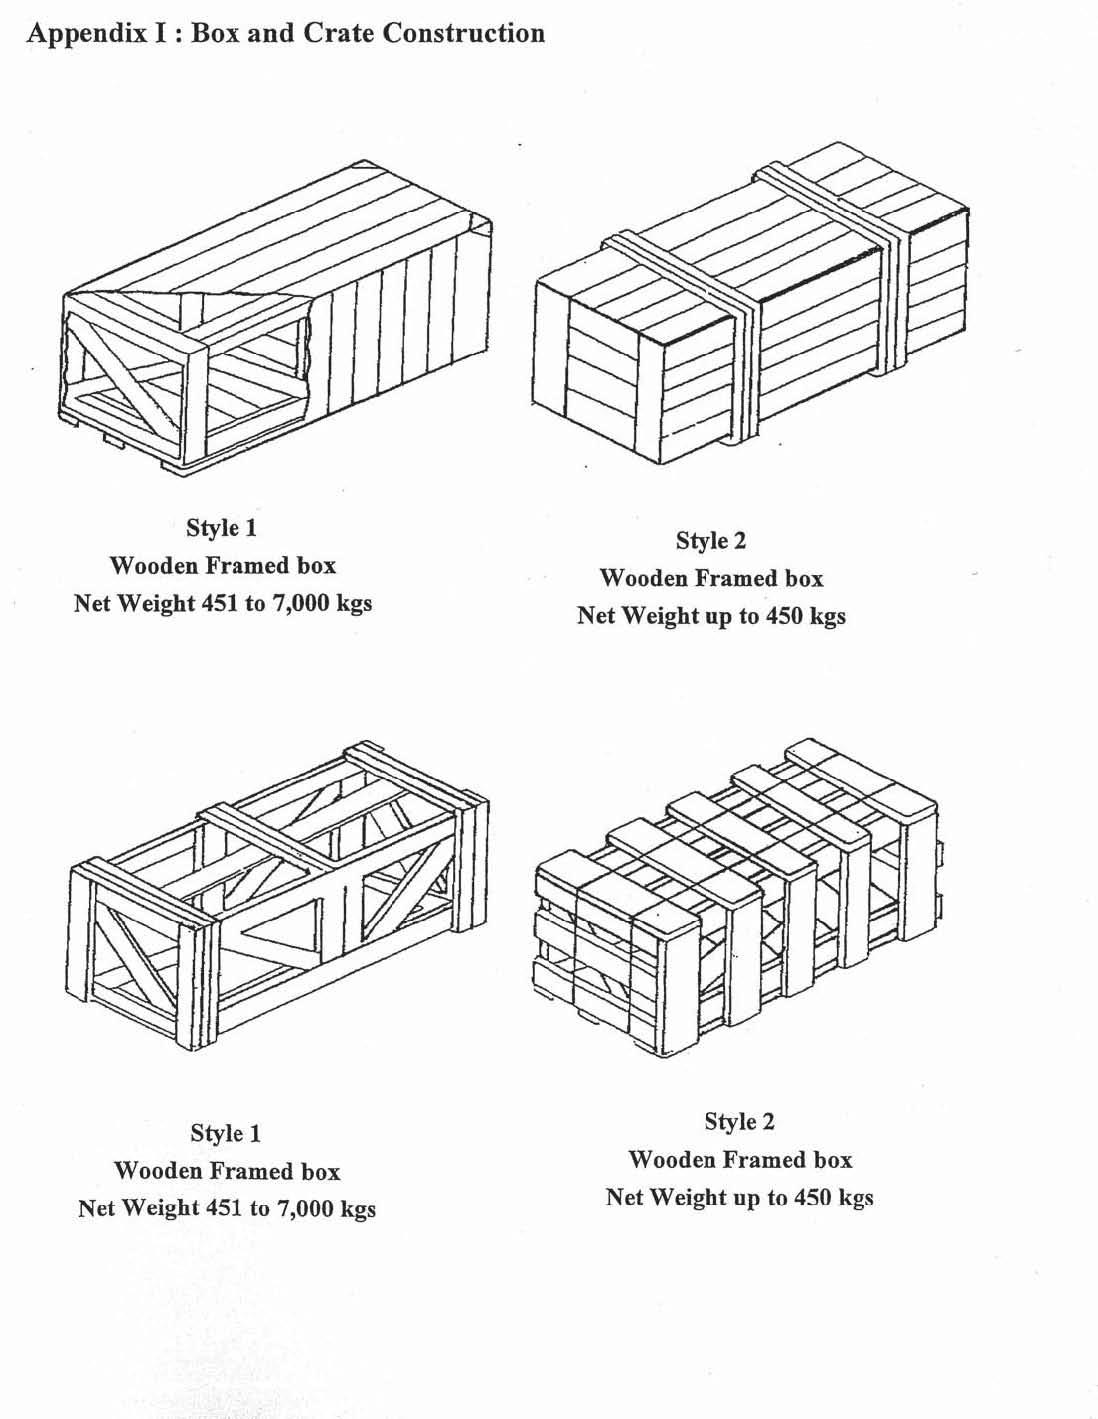 Appendix I : Box and Crate Construction
Style 1
Wooden Framed box
Net Weight 451 to 7,000 kgs
Style 2
Wooden Framed box
Net Weight up to 450 kgs
Style 1
Wooden Framed box
Net Weight 451 to 7,000 kgs
Style 2
Wooden Framed box
Net Weight up to 450 kgs